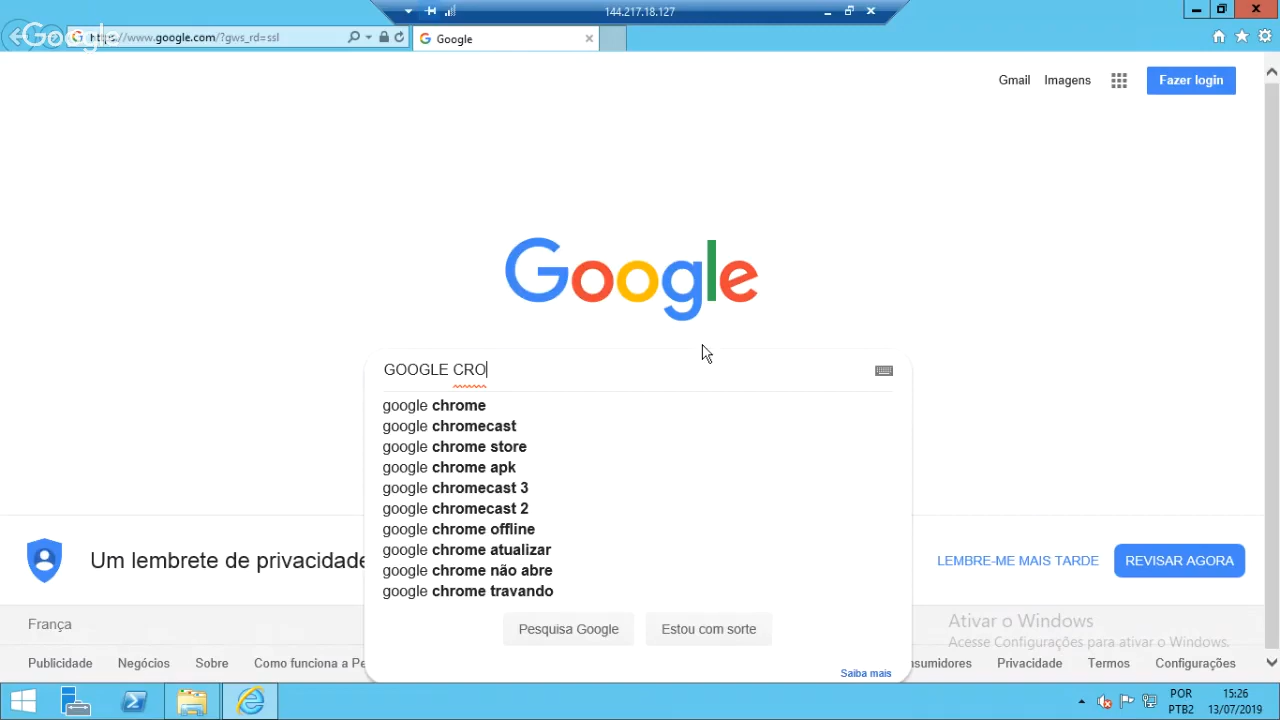 144.217.18.127
https://www.google.com/?gws_rd=ssl
Google
Google
Gmail
Imagens
Fazer login
Google
GOOGLE CRO
google chrome
google chromecast
google chrome store
google chrome apk
google chromecast 3
google chromecast 2
google chrome offline
google chrome atualizar
google chrome não abre
google chrome travando
Um lembrete de privacidade
LEMBRE-ME MAIS TARDE
REVISAR AGORA
Pesquisa Google
Estou com sorte
França
Ativar o Windows
Acesse Configurações para ativar o Windows.
Publicidade
Negócios
Sobre
Como funciona a Pe
Saiba mais
nsumidores
Privacidade
Termos
Configurações
POR
PTB2
15:26
13/07/2019